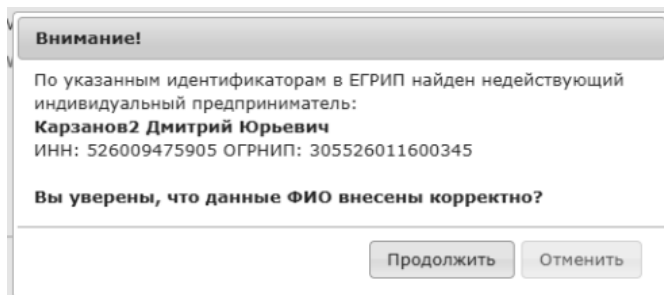 Внимание!
По указанным идентификаторам в ЕГРИП найден недействующий
индивидуальный предприниматель:
Карзанов2 Дмитрий Юрьевич
ИНН: 526009475905 ОГРНИП: 305526011600345
Вы уверены, что данные ФИО внесены корректно?
Продолжить Отменить